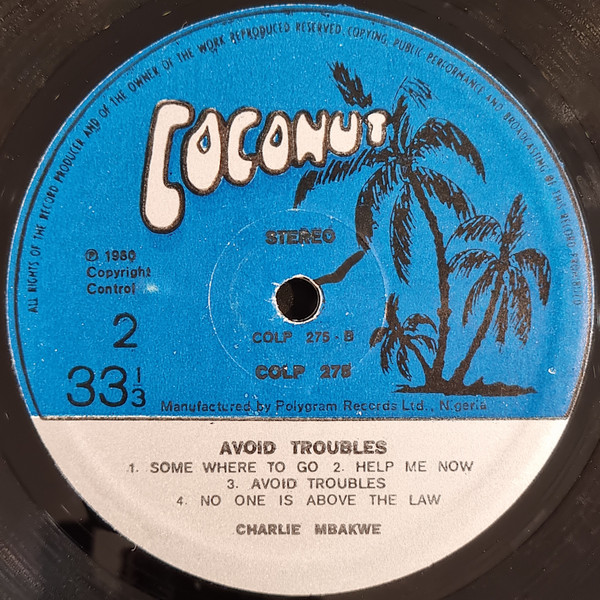 ALL RIGHTS OF THE RECORD PRODUCER AND OF THE OWNER OF THE WORK REPRODUCED RESERVED. COPYING, PUBLIC PERFORMANCE AND BROADCASTING OF THE RECORD
COCONUT
STEREO
℗ 1980
Copyright
Control
2
COLP 275 - B
33 1/3
COLP 275
Manufactured by Polygram Records Ltd., Nigeria
AVOID TROUBLES
1. SOME WHERE TO GO 2. HELP ME NOW
3. AVOID TROUBLES
4. NO ONE IS ABOVE THE LAW
CHARLIE MBAKWE